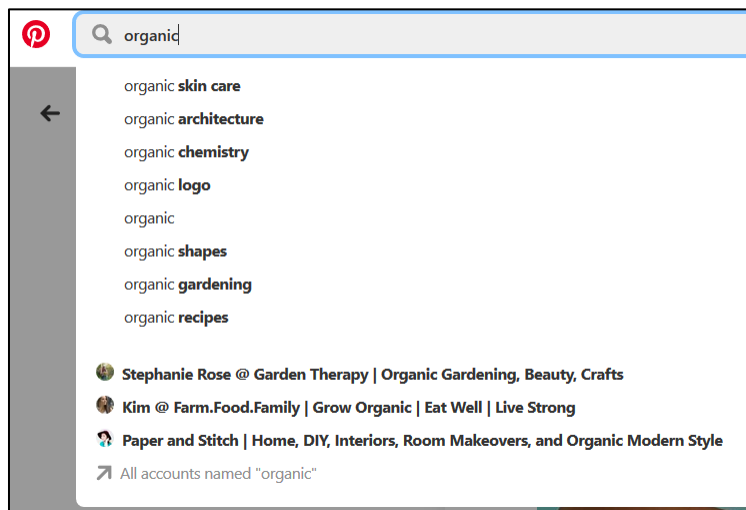 organic
organic skin care
organic architecture
organic chemistry
organic logo
organic
organic shapes
organic gardening
organic recipes
Stephanie Rose @ Garden Therapy | Organic Gardening, Beauty, Crafts
Kim @ Farm.Food.Family | Grow Organic | Eat Well | Live Strong
Paper and Stitch | Home, DIY, Interiors, Room Makeovers, and Organic Modern Style
All accounts named "organic"